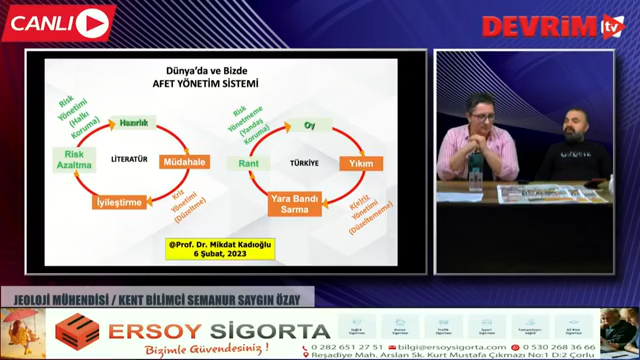 CANLI
DEVRİM tv
Dünya'da ve Bizde
AFET YÖNETİM SİSTEMİ
Risk Yönetimi (Halkı Koruma)
Hazırlık
Risk Azaltma
LİTERATÜR
Müdahale
İyileştirme
Kriz Yönetimi (Düzeltme)
Risk Yönetmeme (Yandaş Koruma)
Oy
Rant
TÜRKİYE
Yıkım
Yara Bandı
Sarma
Yönetimi (Düzeltememe)
@Prof. Dr. Mikdat Kadıoğlu
6 Şubat, 2023
JEOLOJİ MÜHENDİSİ / KENT BİLİMCİ SEMANUR SAYGIN ÖZAY
ERSOY SİGORTA
Bizimle Güvendesiniz !
0 282 651 27 51 bilgi@ersoysigorta.com 0 530 268 36 66
Reşadiye Mah. Arslan Sk. Kurt Mustafa Çıkmazı No:1 D:2 Çorlu